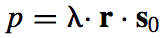 p = λ· r · s₀